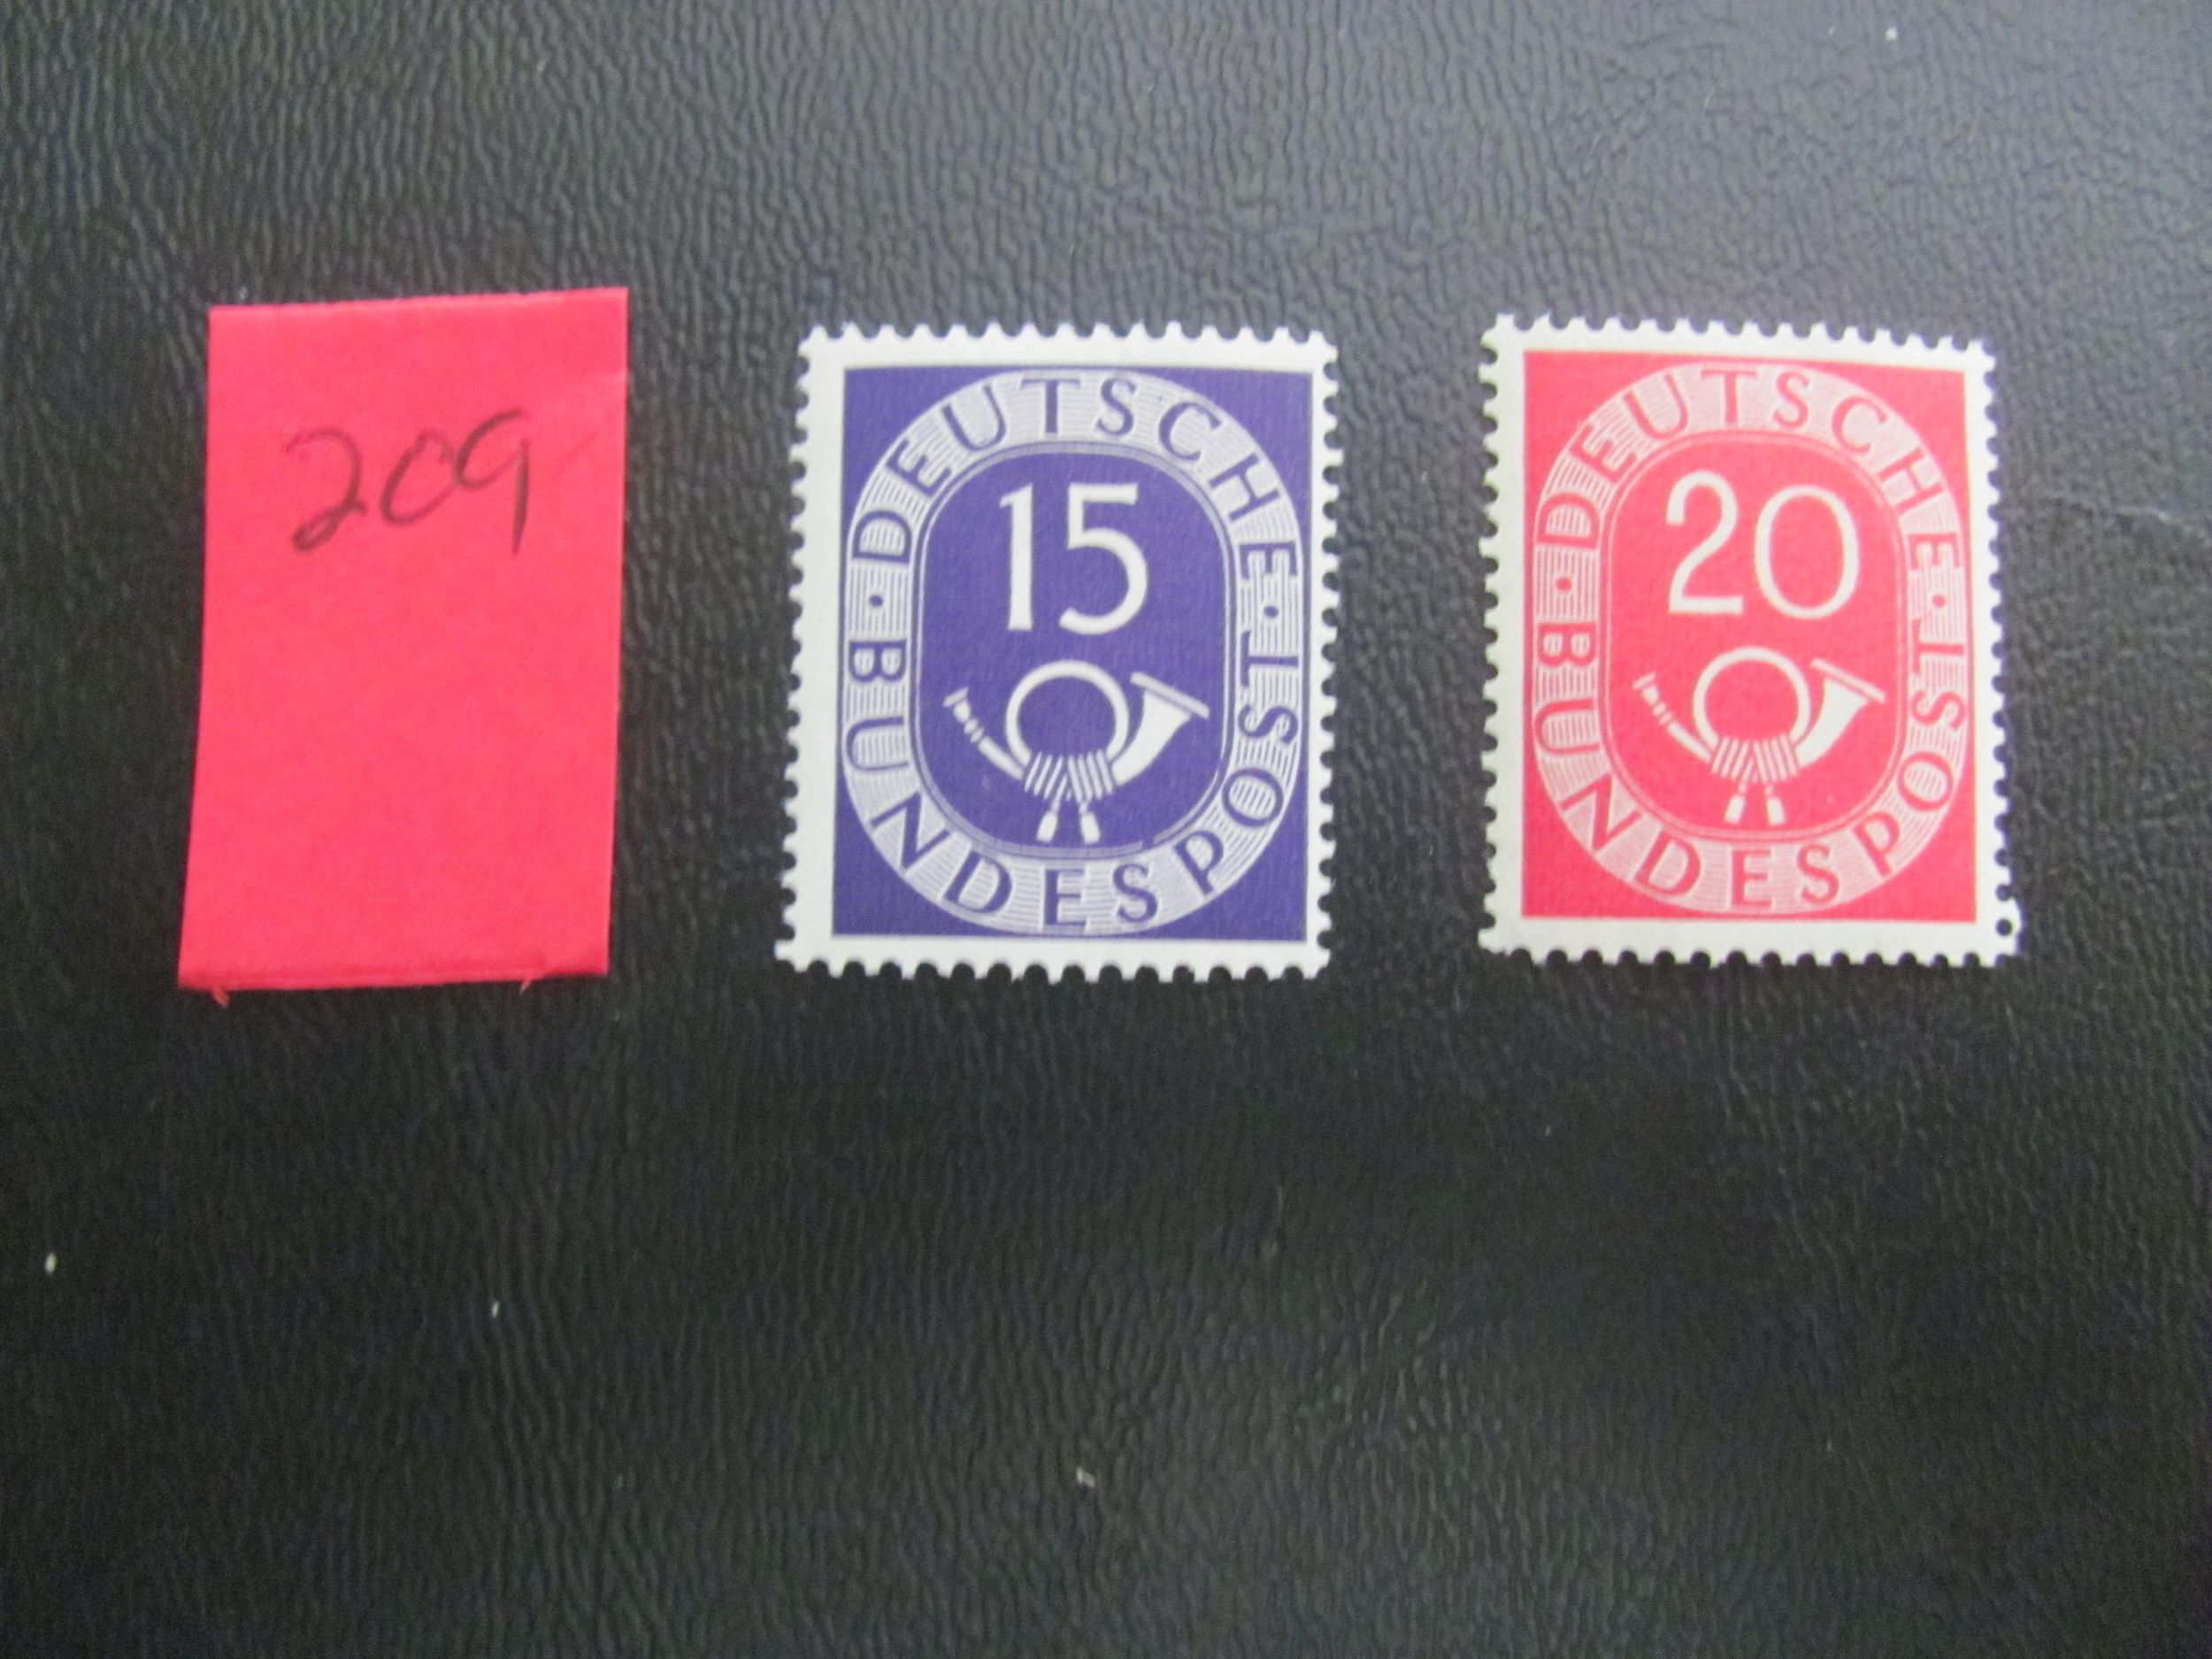 209
15
DEUTSCHE • BUNDESPOST •
20
DEUTSCHE • BUNDESPOST •